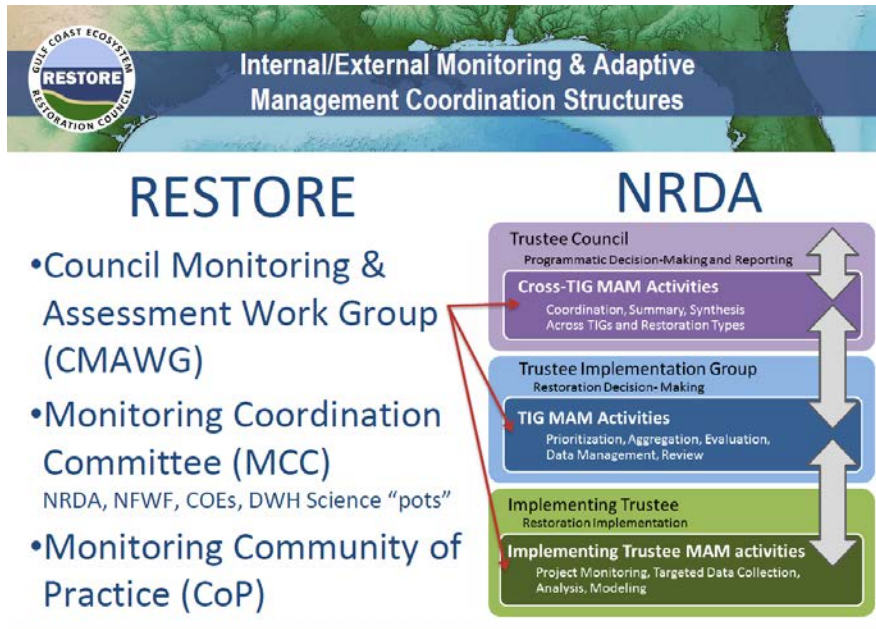 GULF COAST ECOSYSTEM
RESTORE
RESTORATION COUNCIL
Internal/External Monitoring & Adaptive
Management Coordination Structures
RESTORE
•Council Monitoring &
Assessment Work Group
(CMAWG)
•Monitoring Coordination
Committee (MCC)
NRDA, NFWF, COEs, DWH Science “pots”
•Monitoring Community of
Practice (CoP)
NRDA
Trustee Council
Programmatic Decision-Making and Reporting
Cross-TIG MAM Activities
Coordination, Summary, Synthesis
Across TIGs and Restoration Types
Trustee Implementation Group
Restoration Decision- Making
TIG MAM Activities
Prioritization, Aggregation, Evaluation,
Data Management, Review
Implementing Trustee
Restoration Implementation
Implementing Trustee MAM activities
Project Monitoring, Targeted Data Collection,
Analysis, Modeling